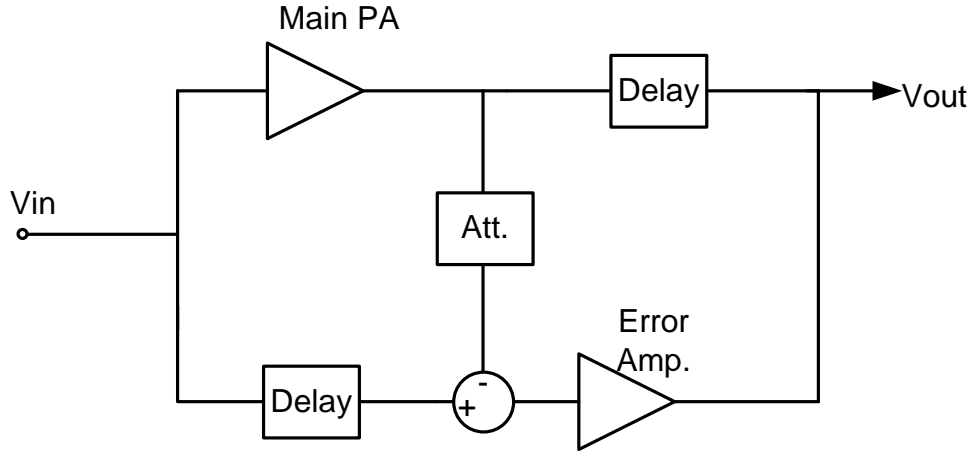 Main PA
Delay
Vout
Vin
Att.
Error
Amp.
Delay
-
+